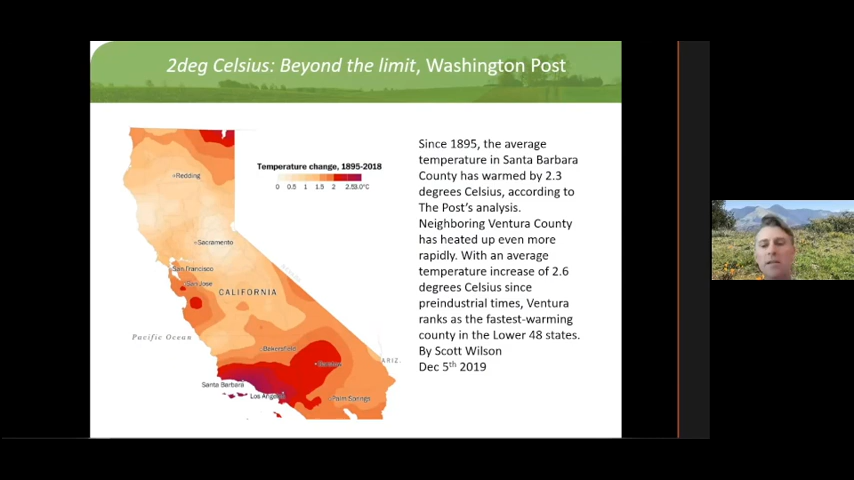 2deg Celsius: Beyond the limit, Washington Post
Temperature change, 1895-2018
0 0.5 1 1.5 2 2.5 3.0°C
Redding
Sacramento
San Francisco
San Jose
CALIFORNIA
Pacific Ocean
Bakersfield
Barstow
ARIZ.
Santa Barbara
Los Angeles
Palm Springs
Since 1895, the average
temperature in Santa Barbara
County has warmed by 2.3
degrees Celsius, according to
The Post's analysis.
Neighboring Ventura County
has heated up even more
rapidly. With an average
temperature increase of 2.6
degrees Celsius since
preindustrial times, Ventura
ranks as the fastest-warming
county in the Lower 48 states.
By Scott Wilson
Dec 5th 2019